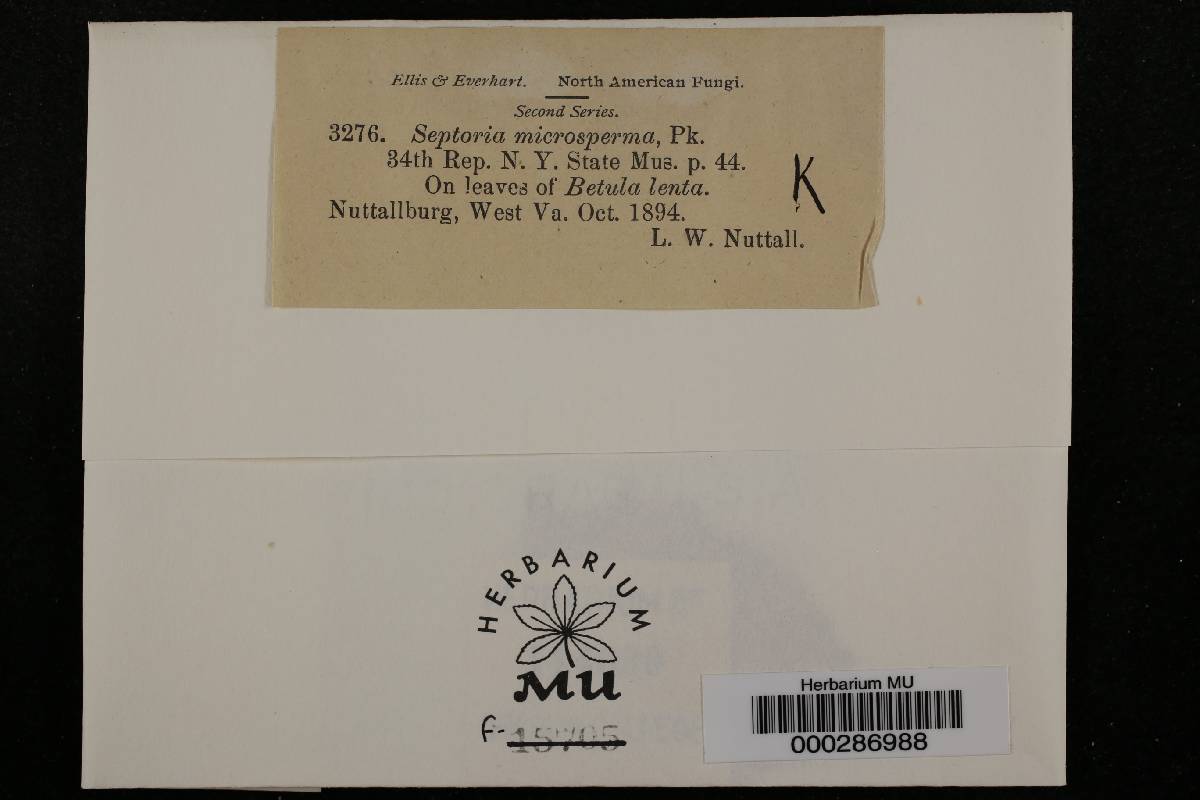 Ellis & Everhart. North American Fungi.
Second Series.
3276. Septoria microsperma, Pk.
34th Rep. N. Y. State Mus. p. 44.
On leaves of Betula lenta.
Nuttallburg, West Va. Oct. 1894.
L. W. Nuttall.
K
HERBARIUM
MU
F-15705
Herbarium MU
000286988